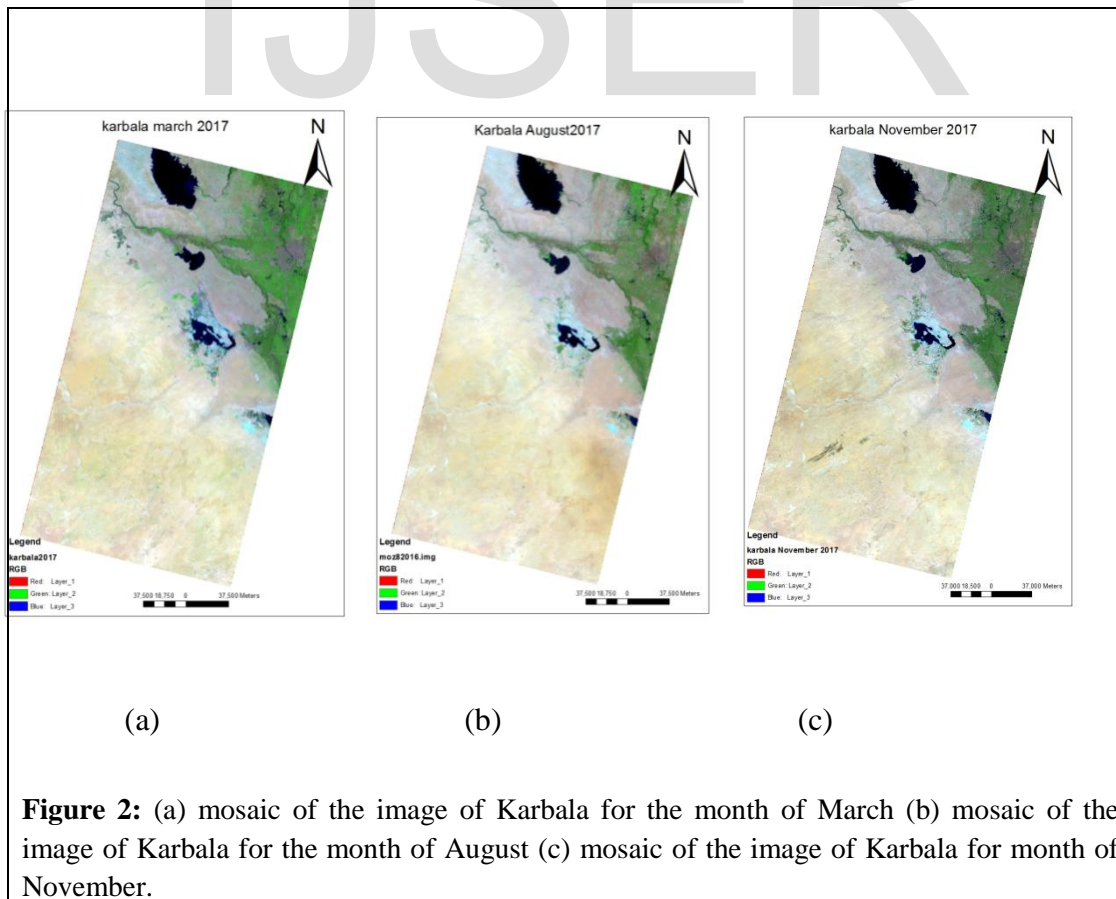 IJSER
karbala march 2017
N
Legend
karbala2017
RGB
Red: Layer_1
Green: Layer_2
Blue: Layer_3
37,500 18,750 0 37,500 Meters
Karbala August2017
N
Legend
moz82016.img
RGB
Red: Layer_1
Green: Layer_2
Blue: Layer_3
37,500 18,750 0 37,500 Meters
karbala November 2017
N
Legend
karbala November 2017
RGB
Red: Layer_1
Green: Layer_2
Blue: Layer_3
37,000 18,500 0 37,000 Meters
(a) (b) (c)
Figure 2: (a) mosaic of the image of Karbala for the month of March (b) mosaic of the
image of Karbala for the month of August (c) mosaic of the image of Karbala for month of
November.